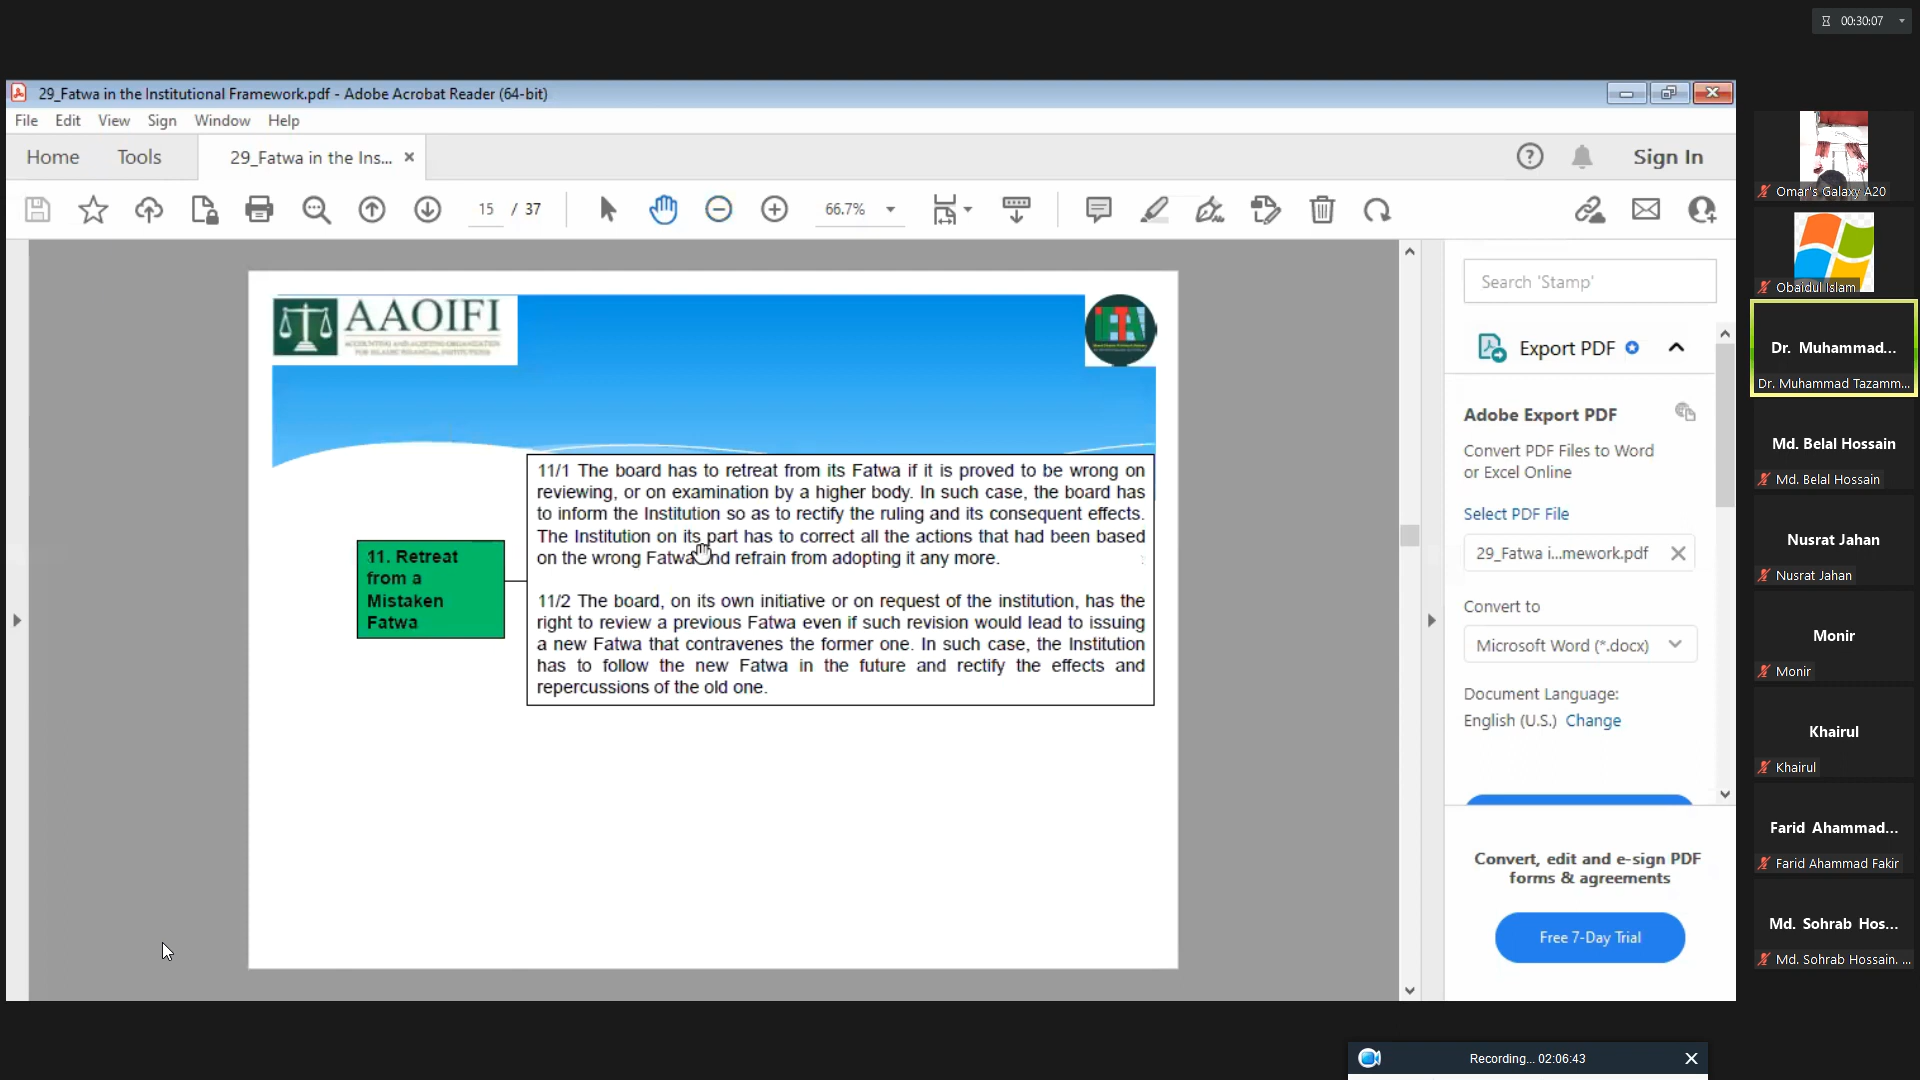 00:30:07
29_Fatwa in the Institutional Framework.pdf - Adobe Acrobat Reader (64-bit)
File Edit View Sign Window Help
Home Tools 29_Fatwa in the Ins... Sign In
15 / 37 66.7%
AAOIFI
ACCOUNTING AND AUDITING ORGANIZATION
FOR ISLAMIC FINANCIAL INSTITUTIONS
11. Retreat
from a
Mistaken
Fatwa
11/1 The board has to retreat from its Fatwa if it is proved to be wrong on
reviewing, or on examination by a higher body. In such case, the board has
to inform the Institution so as to rectify the ruling and its consequent effects.
The Institution on its part has to correct all the actions that had been based
on the wrong Fatwa and refrain from adopting it any more.
11/2 The board, on its own initiative or on request of the institution, has the
right to review a previous Fatwa even if such revision would lead to issuing
a new Fatwa that contravenes the former one. In such case, the Institution
has to follow the new Fatwa in the future and rectify the effects and
repercussions of the old one.
Search 'Stamp'
Export PDF
Adobe Export PDF
Convert PDF Files to Word
or Excel Online
Select PDF File
29_Fatwa i...mework.pdf
Convert to
Microsoft Word (*.docx)
Document Language:
English (U.S.) Change
Convert, edit and e-sign PDF
forms & agreements
Free 7-Day Trial
Omar's Galaxy A20
Obaidul Islam
Dr. Muhammad...
Dr. Muhammad Tazamm...
Md. Belal Hossain
Md. Belal Hossain
Nusrat Jahan
Nusrat Jahan
Monir
Monir
Khairul
Khairul
Farid Ahammad...
Farid Ahammad Fakir
Md. Sohrab Hos...
Md. Sohrab Hossain. ...
Recording... 02:06:43